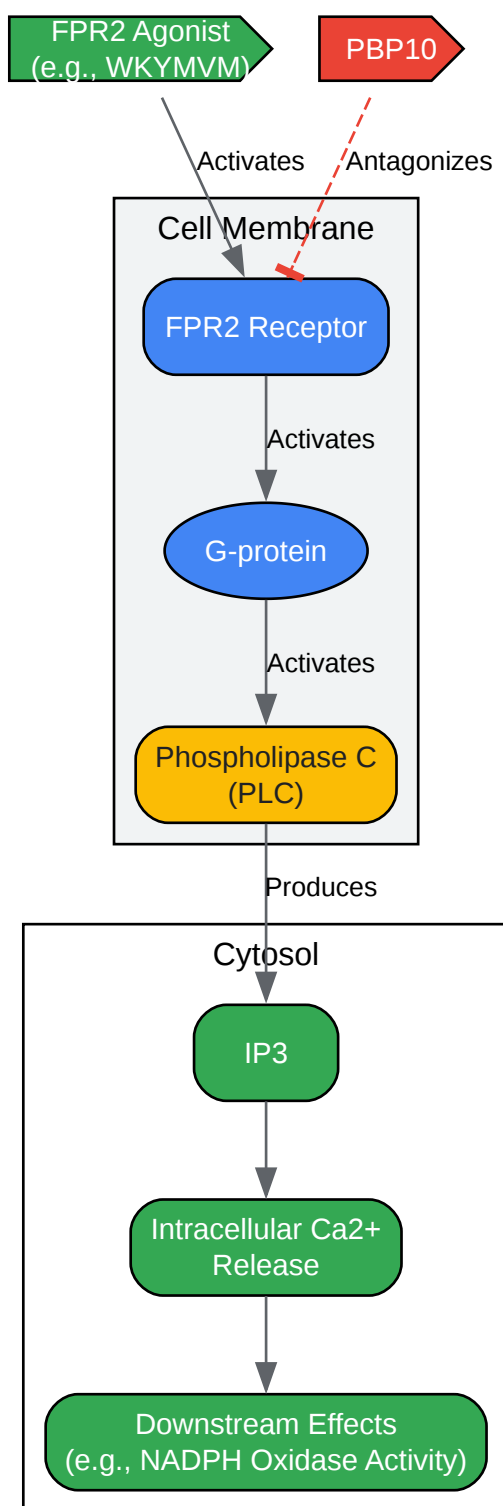 FPR2 Agonist
(e.g., WKYMVM)
PBP10
Activates
Antagonizes
Cell Membrane
FPR2 Receptor
Activates
G-protein
Activates
Phospholipase C
(PLC)
Produces
Cytosol
IP3
Intracellular Ca2+
Release
Downstream Effects
(e.g., NADPH Oxidase Activity)